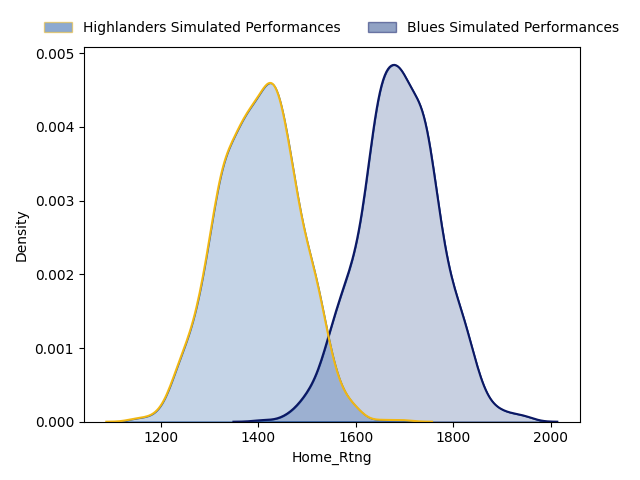 Highlanders Simulated Performances Blues Simulated Performances
0.005
0.004
0.003
0.002
0.001
0.000
Density
1200 1400 1600 1800 2000
Home_Rtng